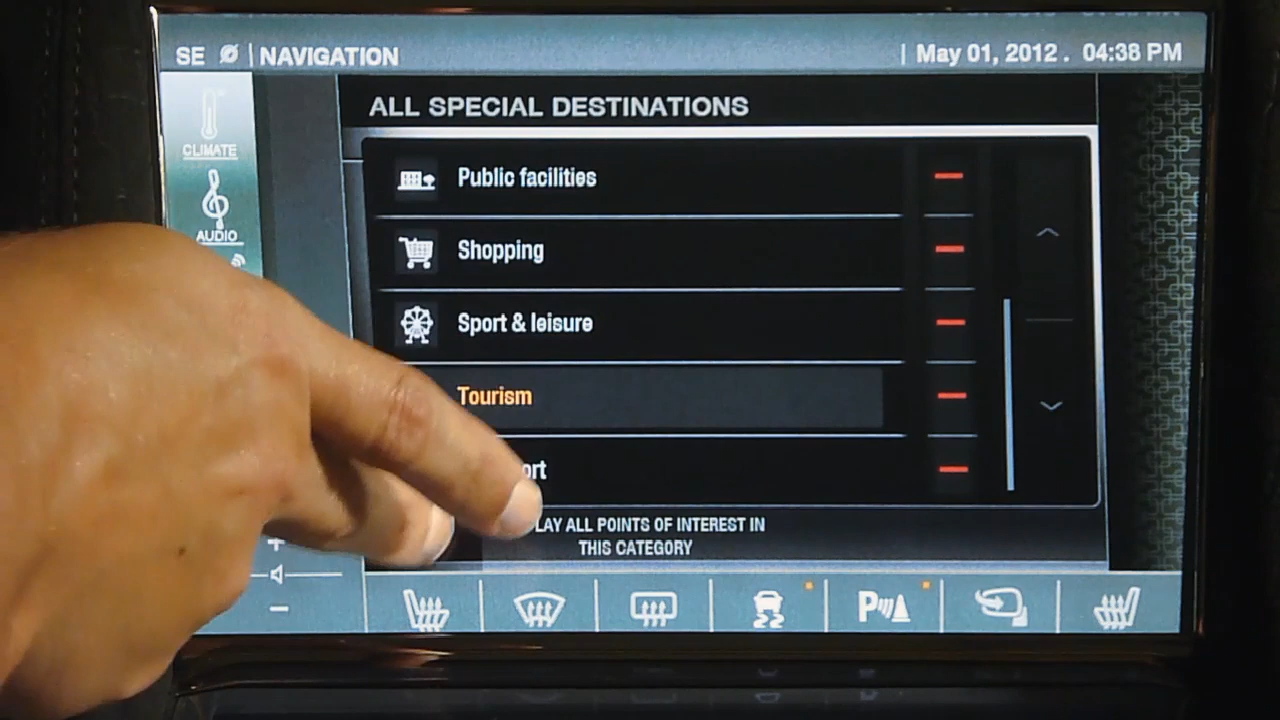 SE | NAVIGATION
| May 01, 2012 . 04:38 PM
ALL SPECIAL DESTINATIONS
CLIMATE
AUDIO
Public facilities
Shopping
Sport & leisure
Tourism
ALL POINTS OF INTEREST IN
THIS CATEGORY
+
−
P